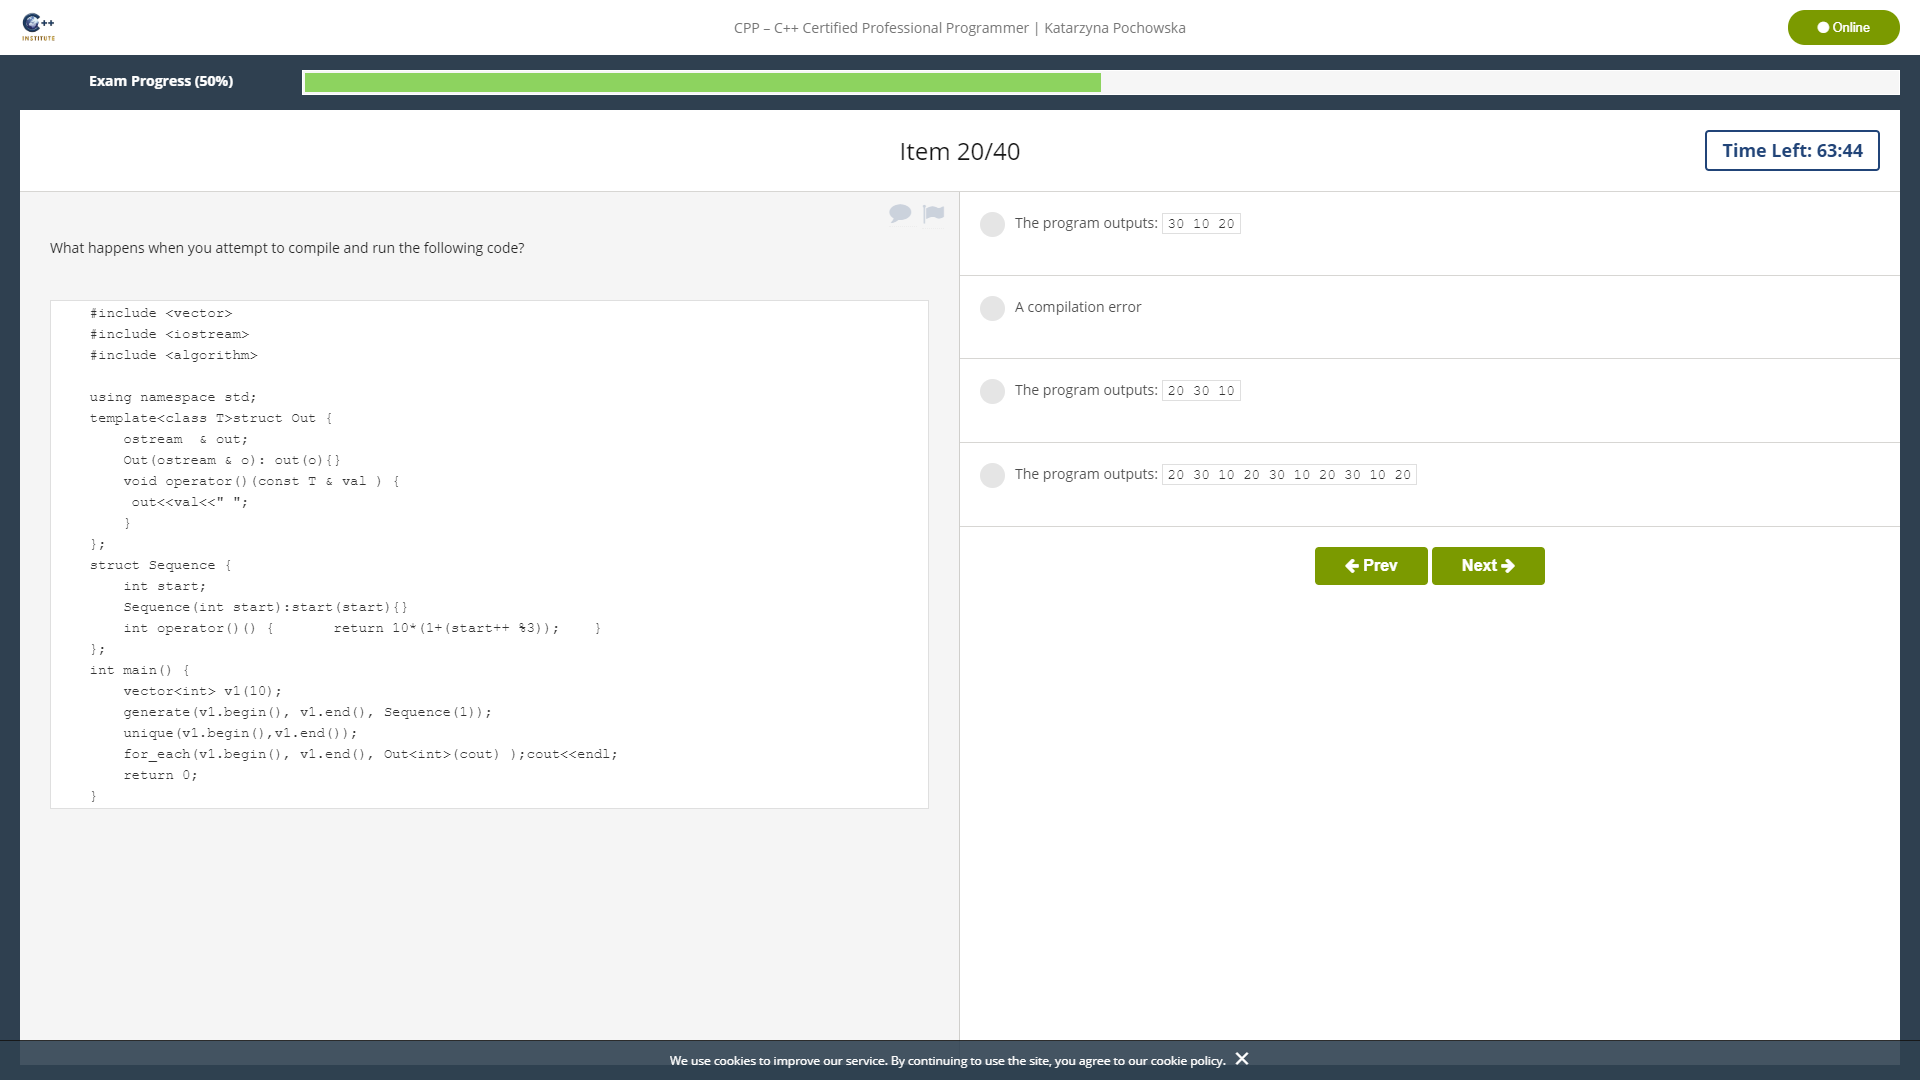 C++
INSTITUTE
CPP – C++ Certified Professional Programmer | Katarzyna Pochowska
Online
Exam Progress (50%)
Item 20/40
Time Left: 63:44
What happens when you attempt to compile and run the following code?
#include <vector>
#include <iostream>
#include <algorithm>
using namespace std;
template<class T>struct Out {
    ostream  & out;
    Out(ostream & o): out(o){}
    void operator()(const T & val ) {
     out<<val<<" ";
    }
};
struct Sequence {
    int start;
    Sequence(int start):start(start){}
    int operator()() {       return 10*(1+(start++ %3));    }
};
int main() {
    vector<int> v1(10);
    generate(v1.begin(), v1.end(), Sequence(1));
    unique(v1.begin(),v1.end());
    for_each(v1.begin(), v1.end(), Out<int>(cout) );cout<<endl;
    return 0;
}
The program outputs: 30 10 20
A compilation error
The program outputs: 20 30 10
The program outputs: 20 30 10 20 30 10 20 30 10 20
Prev
Next
We use cookies to improve our service. By continuing to use the site, you agree to our cookie policy.